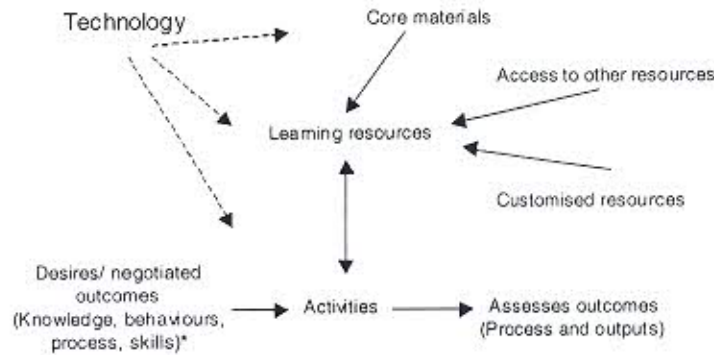 Technology
Core materials
Access to other resources
Learning resources
Customised resources
Desires/ negotiated
outcomes
(Knowledge, behaviours,
process, skills)*
Activities
Assesses outcomes
(Process and outputs)